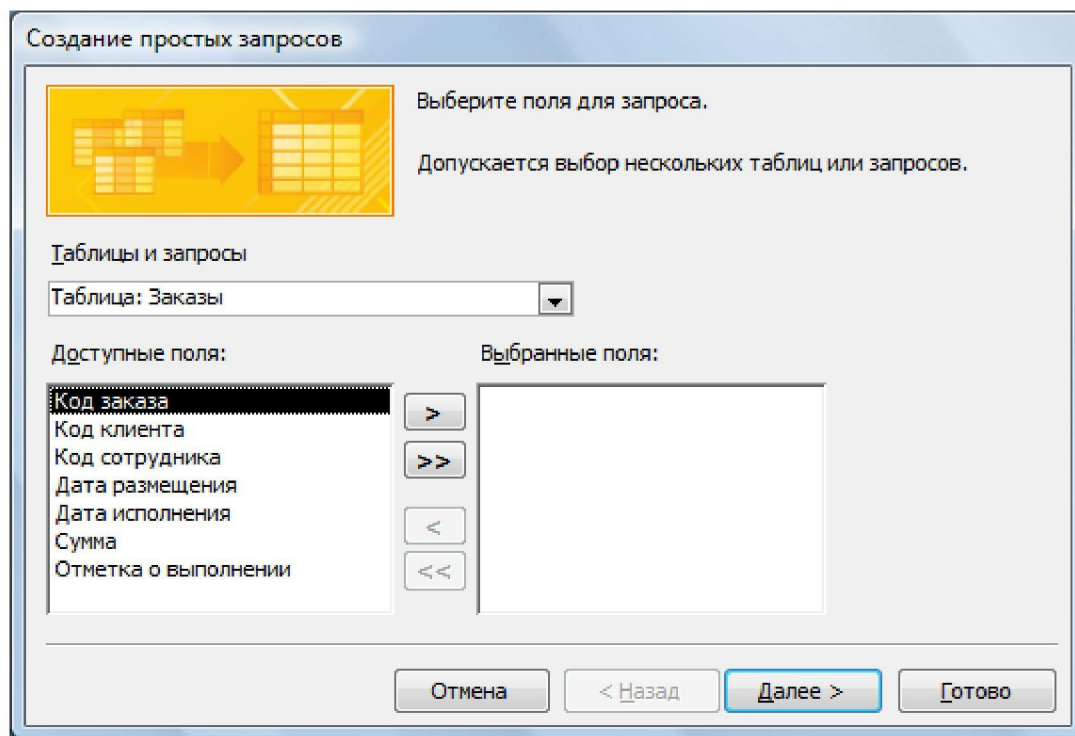 Создание простых запросов
Выберите поля для запроса.
Допускается выбор нескольких таблиц или запросов.
Таблицы и запросы
Таблица: Заказы
Доступные поля:
Выбранные поля:
Код заказа
Код клиента
Код сотрудника
Дата размещения
Дата исполнения
Сумма
Отметка о выполнении
>
>>
<
<<
Отмена
< Назад
Далее >
Готово